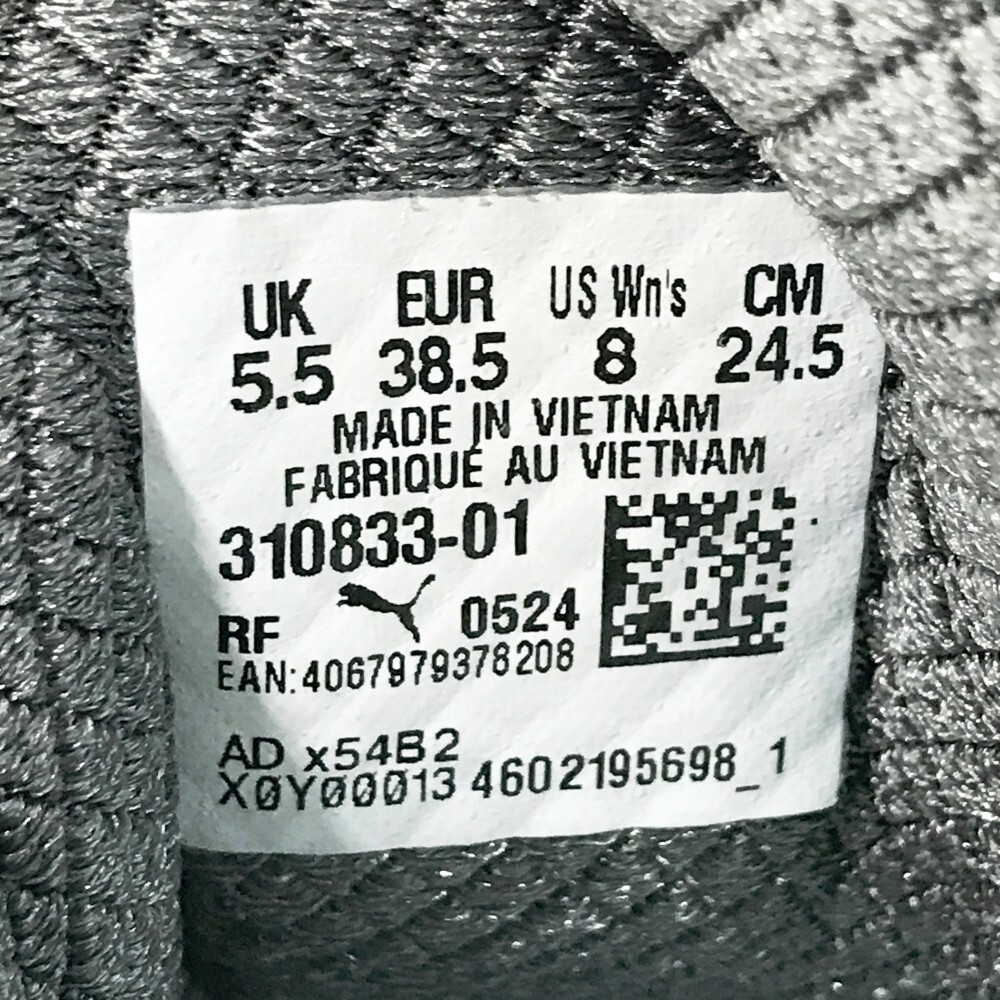 UK EUR US Wn's CM
5.5 38.5 8 24.5
MADE IN VIETNAM
FABRIQUÉ AU VIETNAM
310833-01
RF 0524
EAN:4067979378208
AD x54B2
X0Y00013 4602195698_1